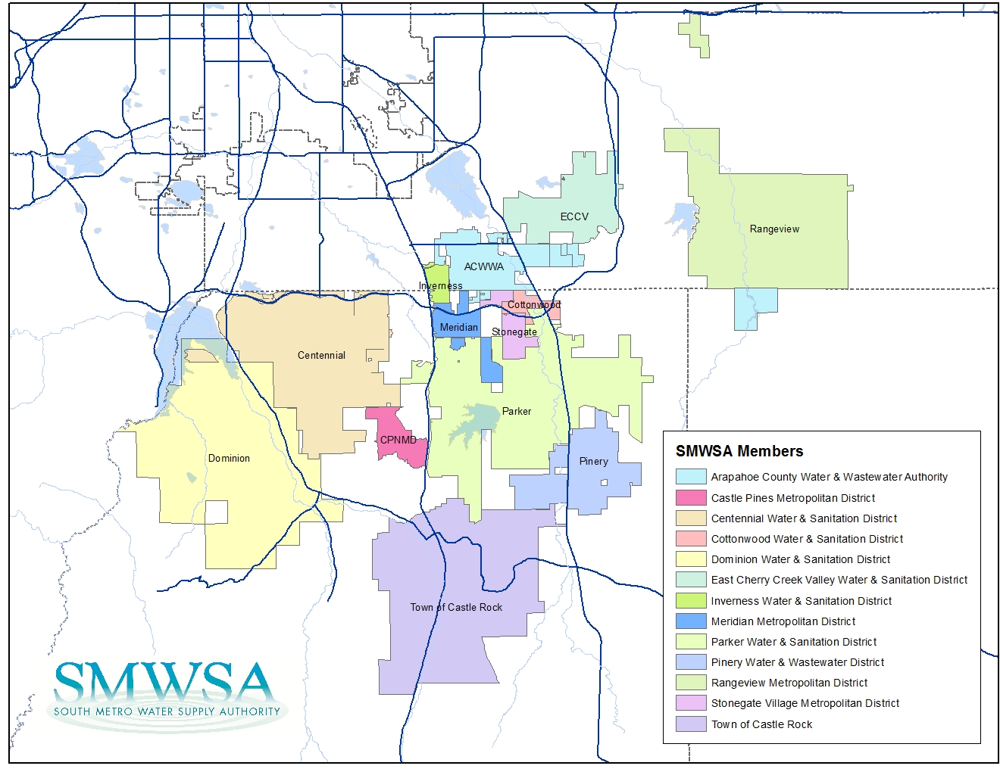 ECCV
Rangeview
ACWWA
Inverness
Cottonwood
Meridian
Stonegate
Centennial
Parker
CPNMD
Dominion
Pinery
Town of Castle Rock
SMWSA Members
Arapahoe County Water & Wastewater Authority
Castle Pines Metropolitan District
Centennial Water & Sanitation District
Cottonwood Water & Sanitation District
Dominion Water & Sanitation District
East Cherry Creek Valley Water & Sanitation District
Inverness Water & Sanitation District
Meridian Metropolitan District
Parker Water & Sanitation District
Pinery Water & Wastewater District
Rangeview Metropolitan District
Stonegate Village Metropolitan District
Town of Castle Rock
SMWSA
SOUTH METRO WATER SUPPLY AUTHORITY